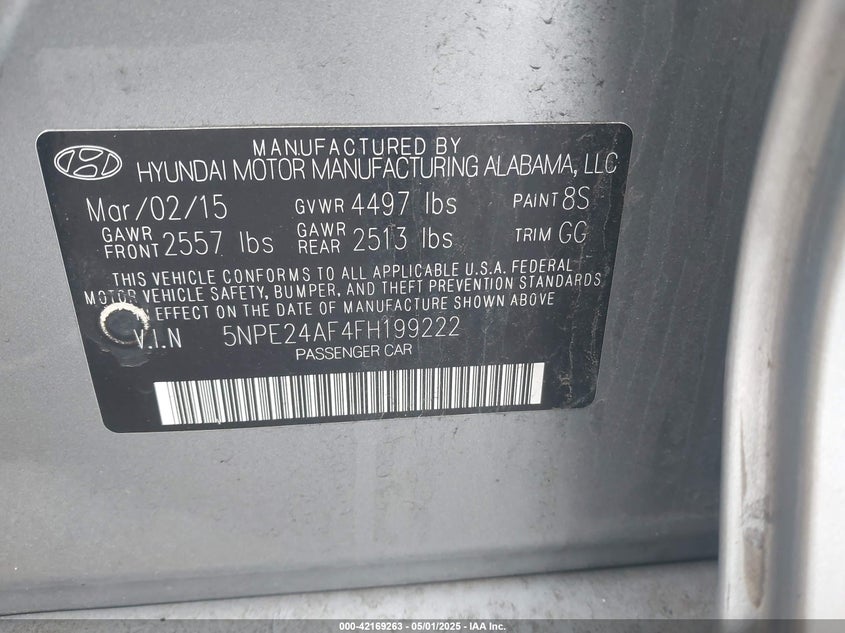 MANUFACTURED BY
HYUNDAI MOTOR MANUFACTURING ALABAMA, LLC
Mar/02/15 GVWR 4497 lbs PAINT 8S
GAWR FRONT 2557 lbs GAWR REAR 2513 lbs TRIM GG
THIS VEHICLE CONFORMS TO ALL APPLICABLE U.S.A. FEDERAL
MOTOR VEHICLE SAFETY, BUMPER, AND THEFT PREVENTION STANDARDS
EFFECT ON THE DATE OF MANUFACTURE SHOWN ABOVE
V.I.N 5NPE24AF4FH199222
PASSENGER CAR
000-42169263 - 05/01/2025 - IAA Inc.